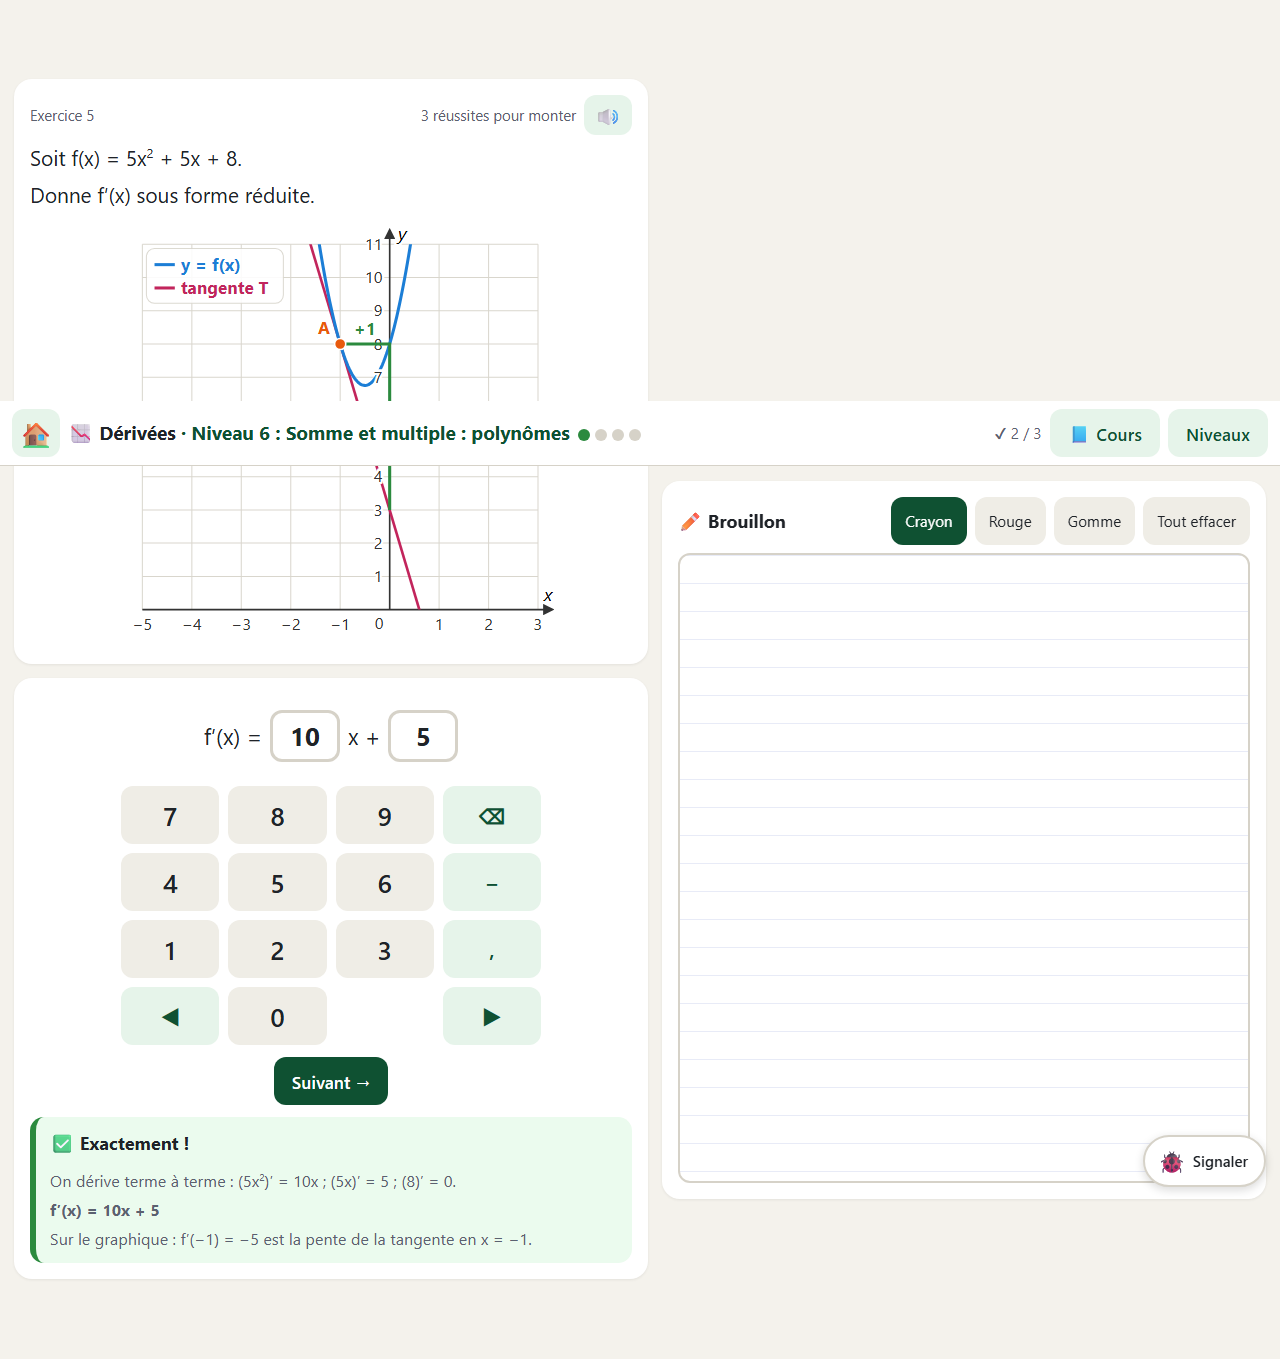 Exercice 5
3 réussites pour monter
Soit f(x) = 5x² + 5x + 8.
Donne f′(x) sous forme réduite.
y
11
y = f(x)
tangente T
10
9
A
+1
8
7
Dérivées · Niveau 6 : Somme et multiple : polynômes
✓ 2 / 3
Cours
Niveaux
4
3
2
1
x
−5 −4 −3 −2 −1 0 1 2 3
Brouillon
Crayon
Rouge
Gomme
Tout effacer
f′(x) = 10 x + 5
7 8 9 ⌫
4 5 6 −
1 2 3 ,
◀ 0 ▶
Suivant →
Exactement !
On dérive terme à terme : (5x²)′ = 10x ; (5x)′ = 5 ; (8)′ = 0.
f′(x) = 10x + 5
Sur le graphique : f′(−1) = −5 est la pente de la tangente en x = −1.
Signaler